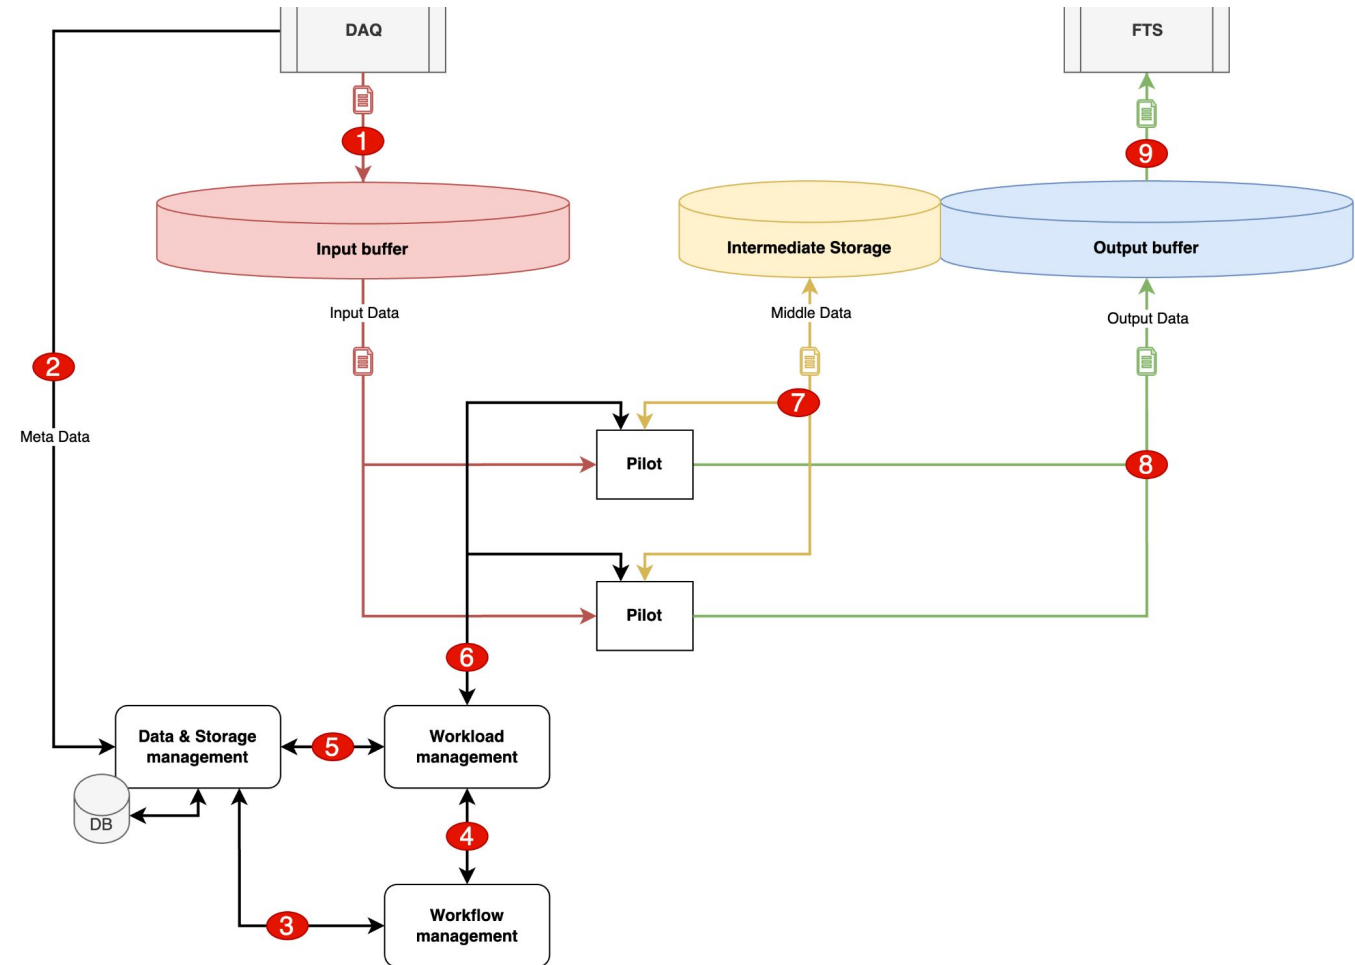 DAQ
FTS
1
9
Input buffer
Intermediate Storage
Output buffer
Input Data
Middle Data
Output Data
2
7
Meta Data
Pilot
8
Pilot
6
Data & Storage
management
5
Workload
management
DB
4
3
Workflow
management